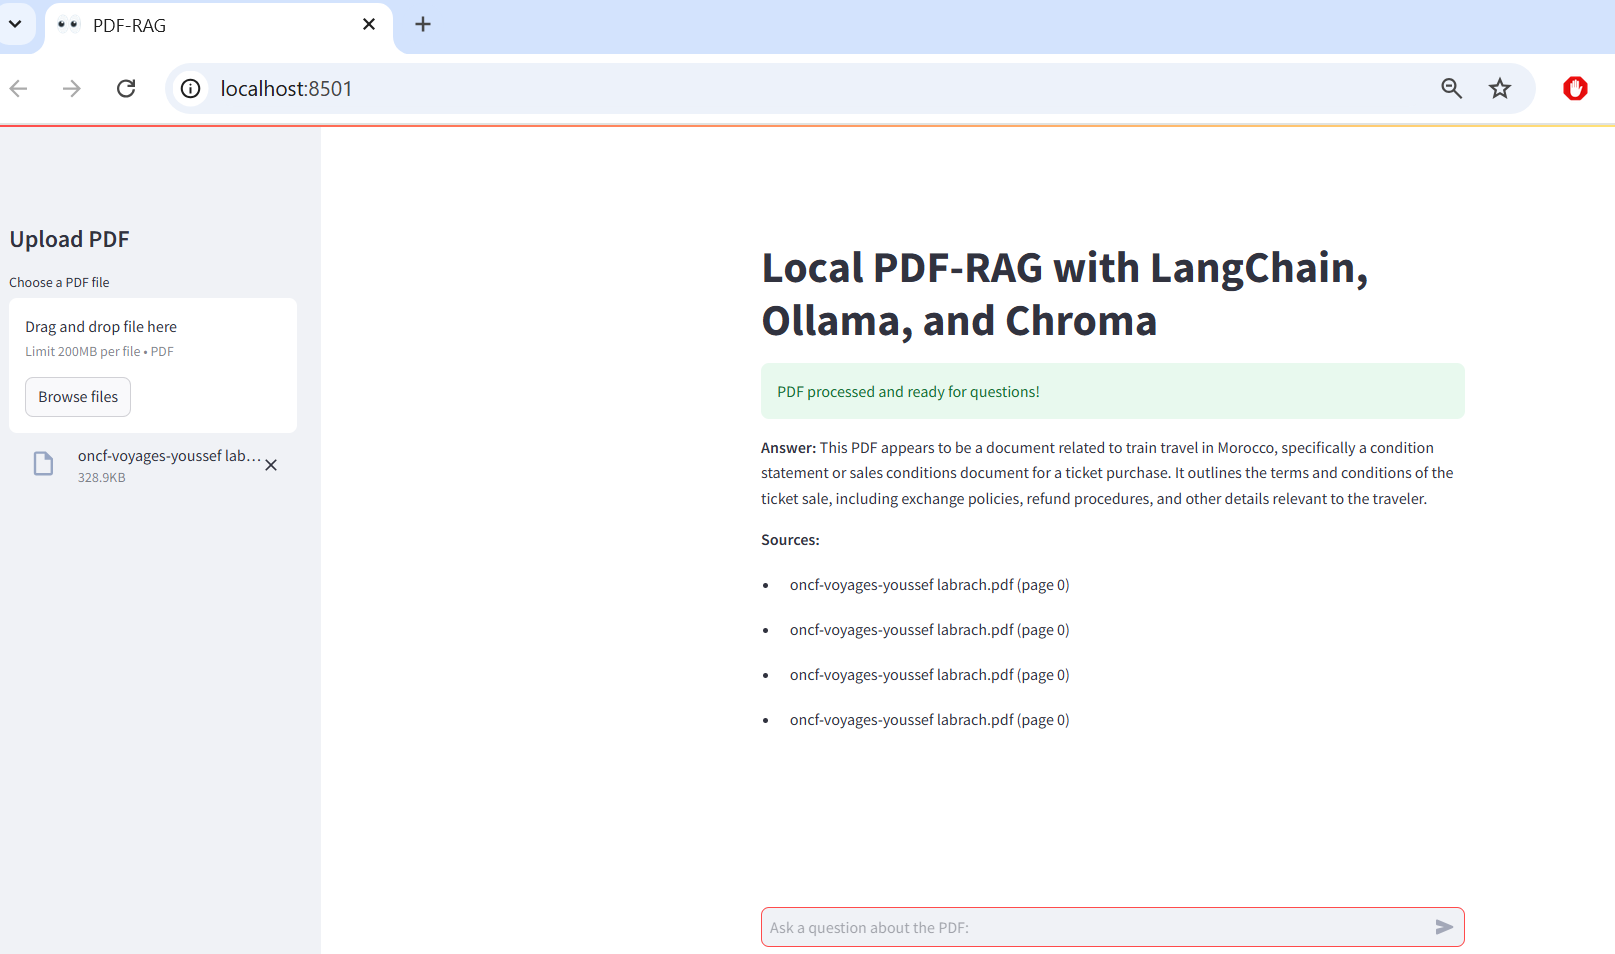 PDF-RAG
localhost:8501
Upload PDF
Choose a PDF file
Drag and drop file here
Limit 200MB per file • PDF
Browse files
oncf-voyages-youssef lab...
328.9KB
Local PDF-RAG with LangChain,
Ollama, and Chroma
PDF processed and ready for questions!
Answer: This PDF appears to be a document related to train travel in Morocco, specifically a condition
statement or sales conditions document for a ticket purchase. It outlines the terms and conditions of the
ticket sale, including exchange policies, refund procedures, and other details relevant to the traveler.
Sources:
• oncf-voyages-youssef labrach.pdf (page 0)
• oncf-voyages-youssef labrach.pdf (page 0)
• oncf-voyages-youssef labrach.pdf (page 0)
• oncf-voyages-youssef labrach.pdf (page 0)
Ask a question about the PDF: